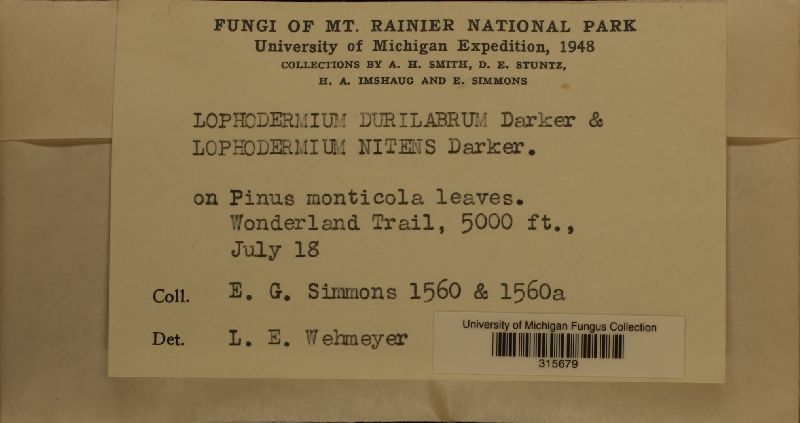 FUNGI OF MT. RAINIER NATIONAL PARK
University of Michigan Expedition, 1948
COLLECTIONS BY A. H. SMITH, D. E. STUNTZ,
H. A. IMSHAUG AND E. SIMMONS
LOPHODERMIUM DURILABRUM Darker &
LOPHODERMIUM NITENS Darker.
on Pinus monticola leaves.
Wonderland Trail, 5000 ft.,
July 18
Coll. E. G. Simmons 1560 & 1560a
Det. L. E. Wehmeyer
University of Michigan Fungus Collection
315679